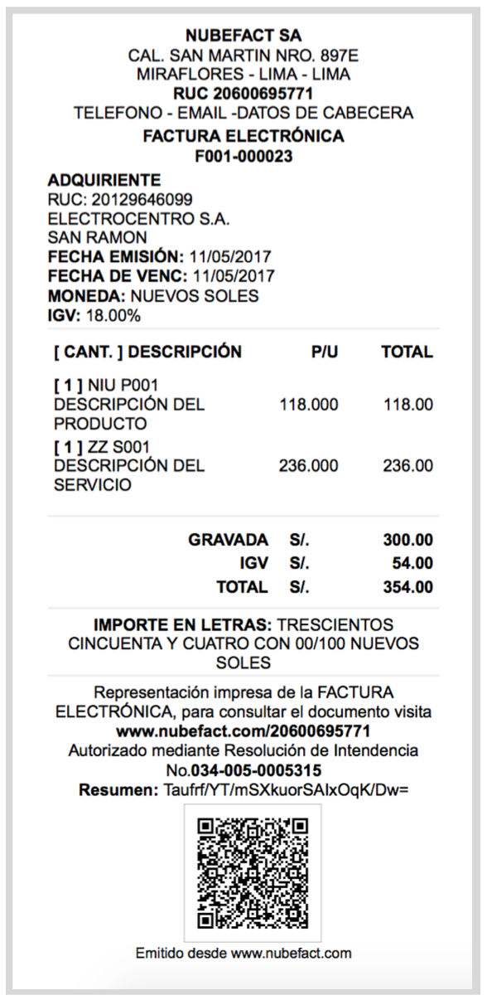 NUBEFACT SA
CAL. SAN MARTIN NRO. 897E
MIRAFLORES - LIMA - LIMA
RUC 20600695771
TELEFONO - EMAIL -DATOS DE CABECERA
FACTURA ELECTRÓNICA
F001-000023
ADQUIRIENTE
RUC: 20129646099
ELECTROCENTRO S.A.
SAN RAMON
FECHA EMISIÓN: 11/05/2017
FECHA DE VENC: 11/05/2017
MONEDA: NUEVOS SOLES
IGV: 18.00%
[ CANT. ] DESCRIPCIÓN P/U TOTAL
[ 1 ] NIU P001
DESCRIPCIÓN DEL 118.000 118.00
PRODUCTO
[ 1 ] ZZ S001
DESCRIPCIÓN DEL 236.000 236.00
SERVICIO
GRAVADA S/. 300.00
IGV S/. 54.00
TOTAL S/. 354.00
IMPORTE EN LETRAS: TRESCIENTOS
CINCUENTA Y CUATRO CON 00/100 NUEVOS
SOLES
Representación impresa de la FACTURA
ELECTRÓNICA, para consultar el documento visita
www.nubefact.com/20600695771
Autorizado mediante Resolución de Intendencia
No.034-005-0005315
Resumen: Taufrf/YT/mSXkuorSAIxOqK/Dw=
Emitido desde www.nubefact.com